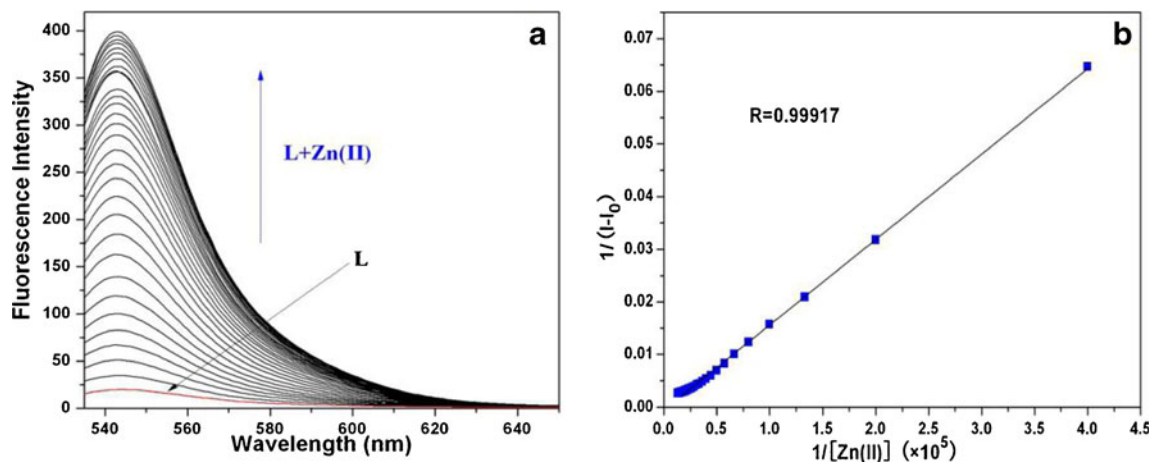 a
Fluorescence Intensity
400
350
300
250
200
150
100
50
0
L+Zn(II)
L
540 560 580 600 620 640
Wavelength (nm)
b
1/ (I-I₀)
0.07
0.06
0.05
0.04
0.03
0.02
0.01
0.00
R=0.99917
0.0 0.5 1.0 1.5 2.0 2.5 3.0 3.5 4.0 4.5
1/[Zn(II)] (×10⁵)